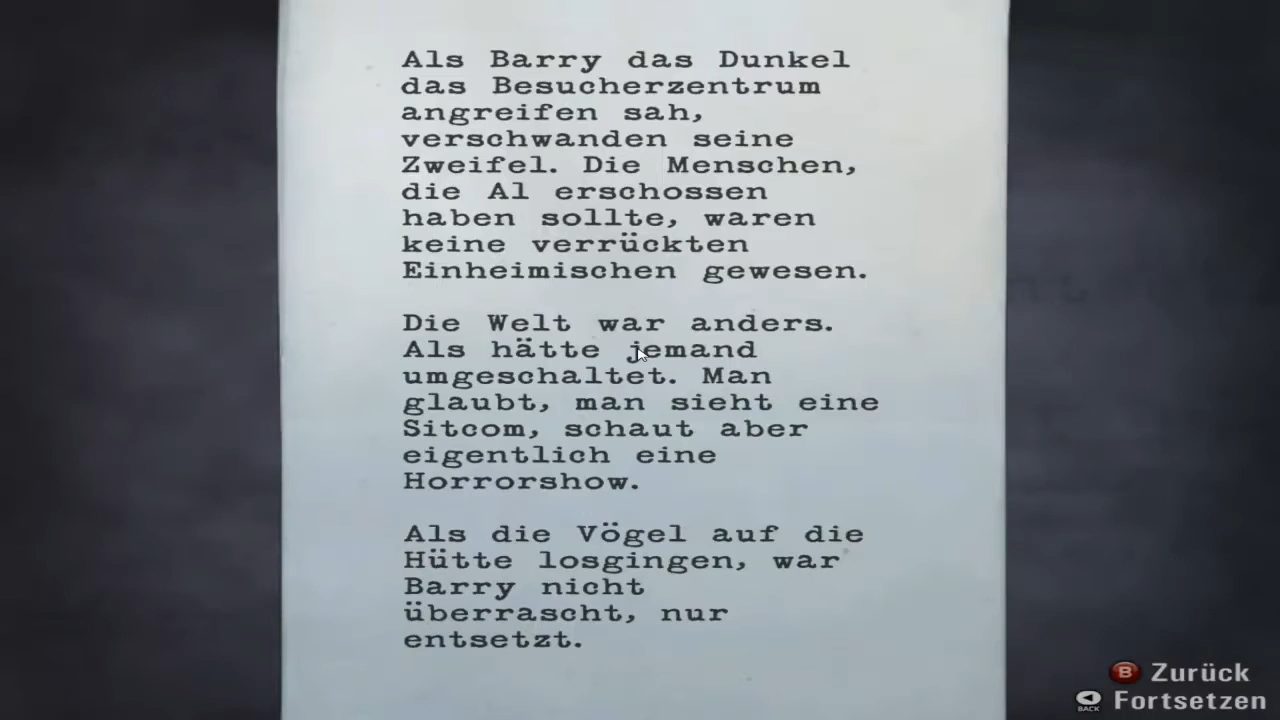 Als Barry das Dunkel
das Besucherzentrum
angreifen sah,
verschwanden seine
Zweifel. Die Menschen,
die Al erschossen
haben sollte, waren
keine verrückten
Einheimischen gewesen.
Die Welt war anders.
Als hätte jemand
umgeschaltet. Man
glaubt, man sieht eine
Sitcom, schaut aber
eigentlich eine
Horrorshow.
Als die Vögel auf die
Hütte losgingen, war
Barry nicht
überrascht, nur
entsetzt.
B Zurück
BACK Fortsetzen